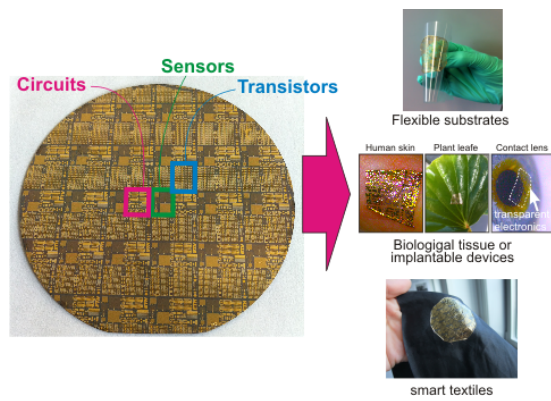 Sensors
Circuits
Transistors
Flexible substrates
Human skin
Plant leafe
Contact lens
transparent
electronics
Biologigal tissue or
implantable devices
smart textiles